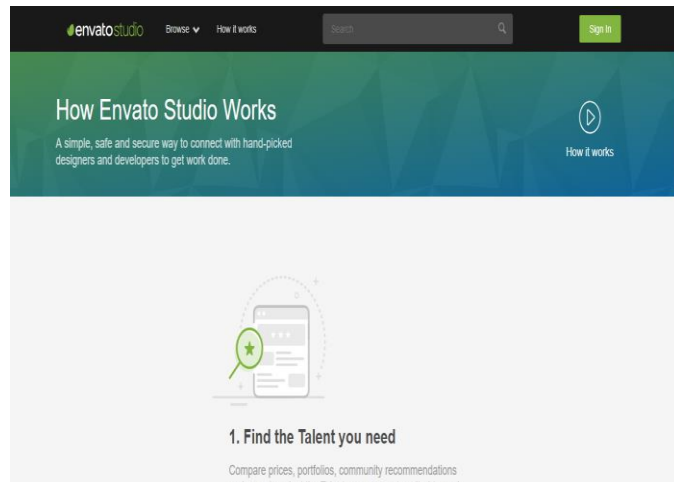 envatostudio Browse How it works Search Sign In
How Envato Studio Works
A simple, safe and secure way to connect with hand-picked
designers and developers to get work done.
How it works
1. Find the Talent you need
Compare prices, portfolios, community recommendations